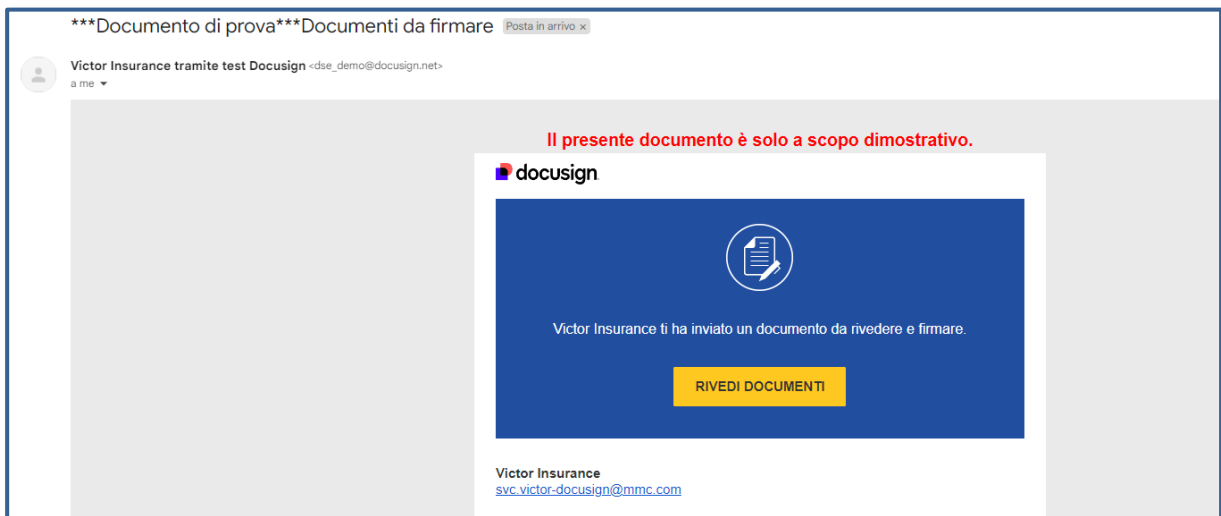 ***Documento di prova***Documenti da firmare Posta in arrivo x
Victor Insurance tramite test Docusign <dse_demo@docusign.net>
a me
Il presente documento è solo a scopo dimostrativo.
docusign
Victor Insurance ti ha inviato un documento da rivedere e firmare.
RIVEDI DOCUMENTI
Victor Insurance
svc.victor-docusign@mmc.com